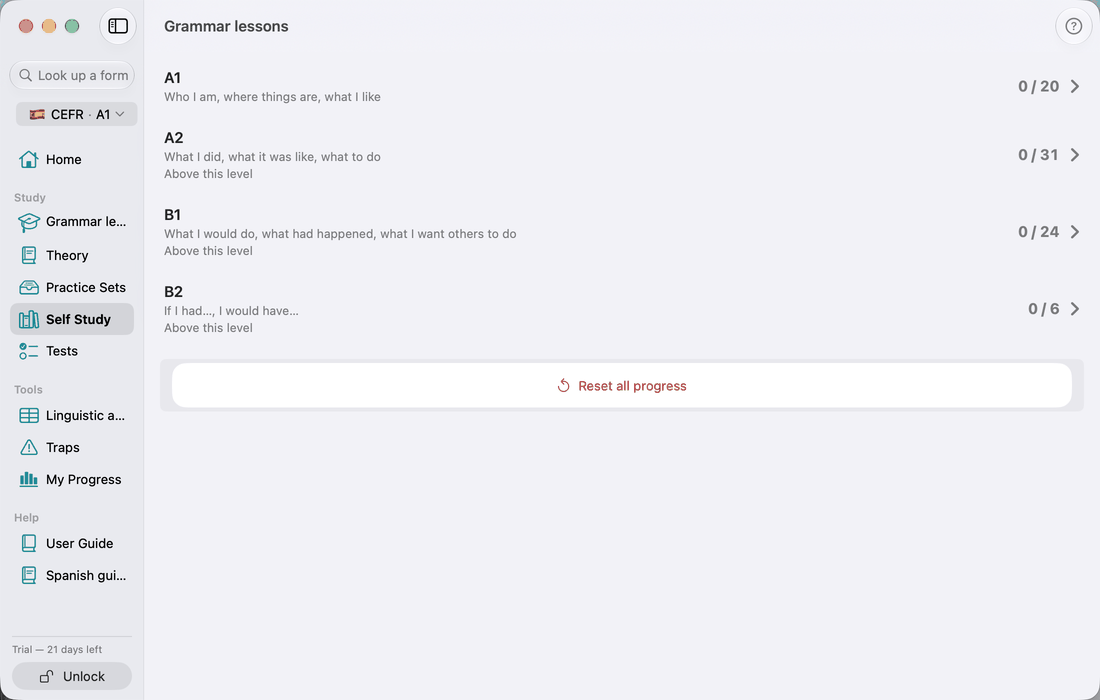 Grammar lessons
Look up a form
CEFR · A1
Home
Study
Grammar le...
Theory
Practice Sets
Self Study
Tests
Tools
Linguistic a...
Traps
My Progress
Help
User Guide
Spanish gui...
Trial — 21 days left
Unlock
A1
Who I am, where things are, what I like
0 / 20
A2
What I did, what it was like, what to do
Above this level
0 / 31
B1
What I would do, what had happened, what I want others to do
Above this level
0 / 24
B2
If I had…, I would have…
Above this level
0 / 6
Reset all progress